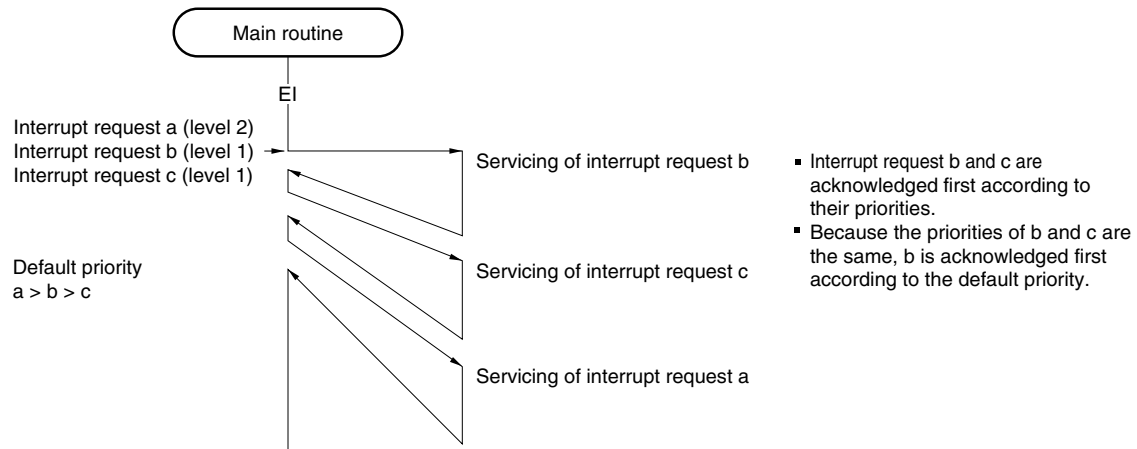 Main routine
EI
Interrupt request a (level 2)
Interrupt request b (level 1)
Interrupt request c (level 1)
Servicing of interrupt request b
▪ Interrupt request b and c are
acknowledged first according to
their priorities.
▪ Because the priorities of b and c are
the same, b is acknowledged first
according to the default priority.
Default priority
a > b > c
Servicing of interrupt request c
Servicing of interrupt request a